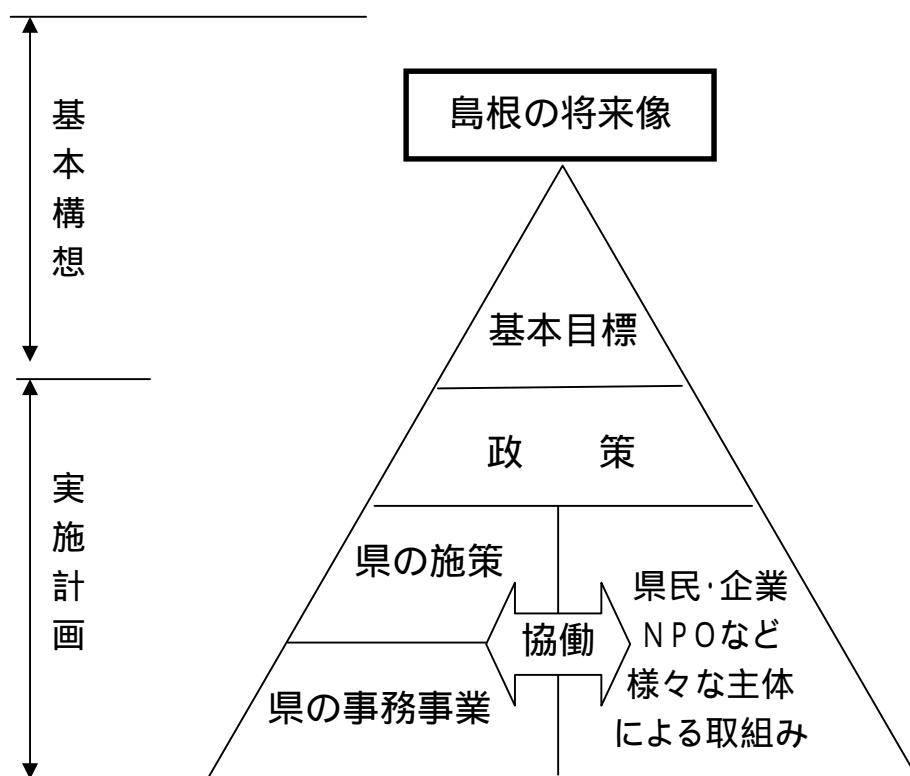 島根の将来像
基本構想
基本目標
政　策
実施計画
県の施策
県の事務事業
協働
県民・企業
ＮＰＯなど
様々な主体
による取組み